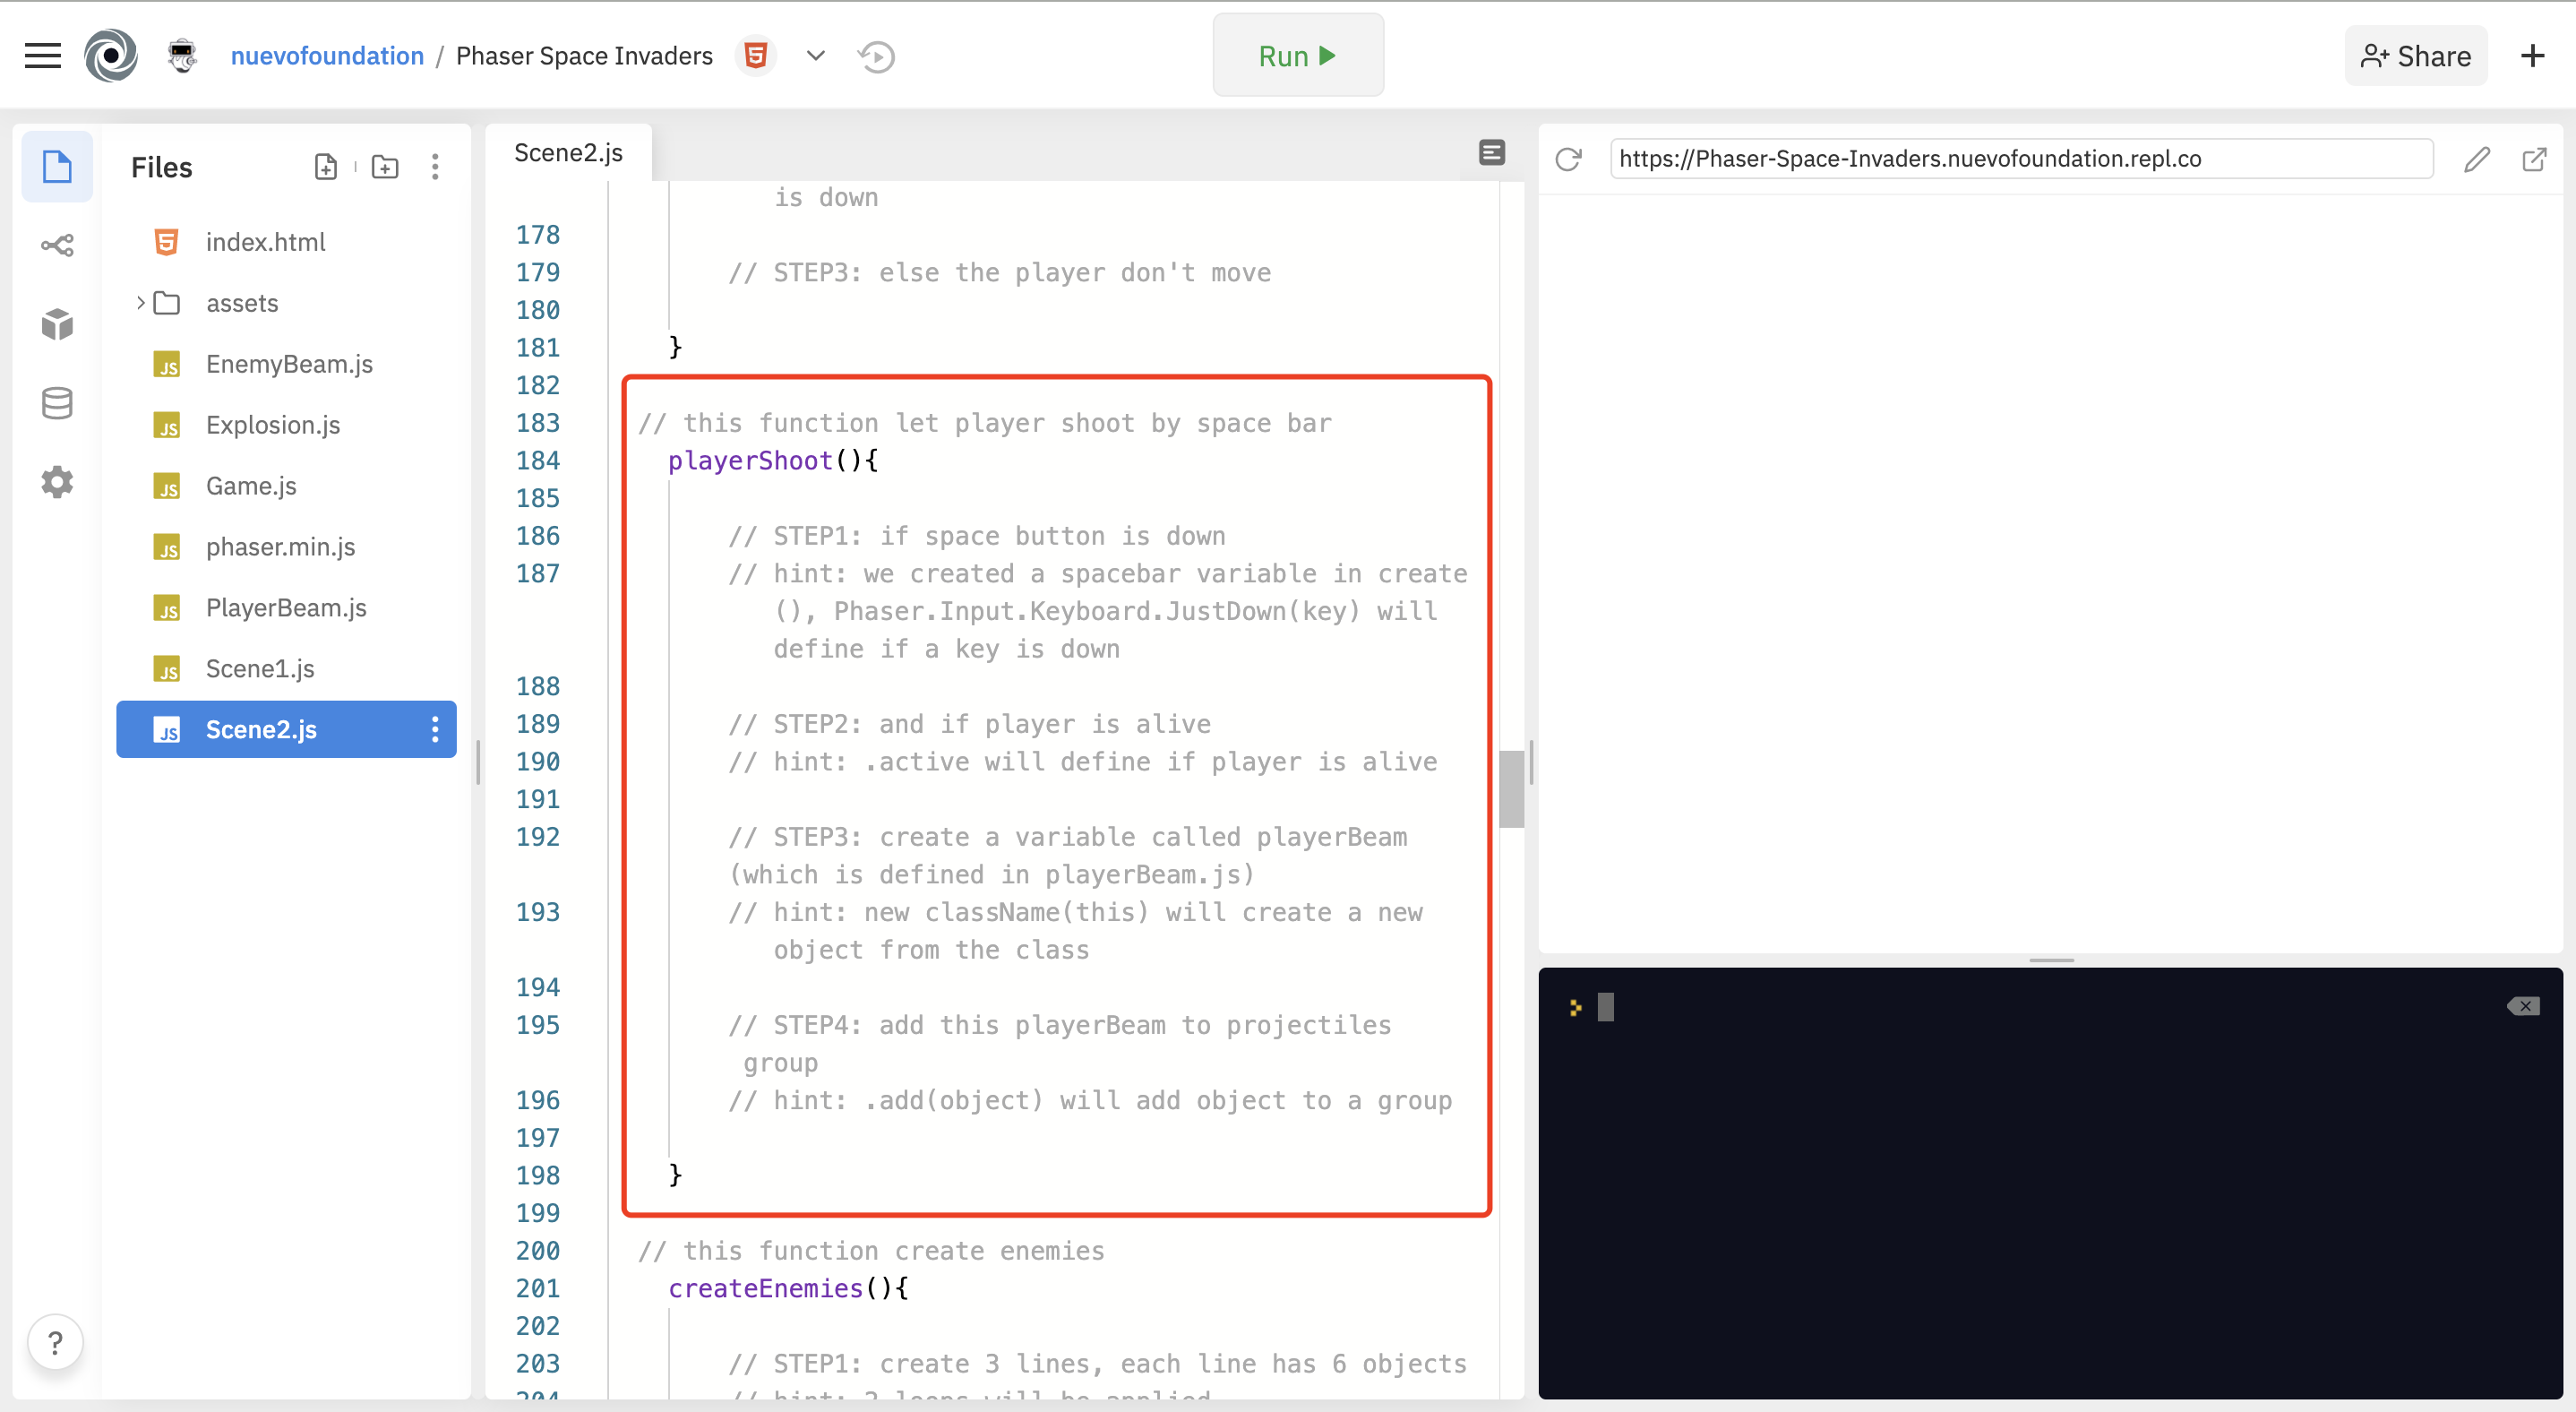 nuevofoundation / Phaser Space Invaders
Run
Share
Files
index.html
assets
EnemyBeam.js
Explosion.js
Game.js
phaser.min.js
PlayerBeam.js
Scene1.js
Scene2.js
?
Scene2.js
is down
178
179 // STEP3: else the player don't move
180
181 }
182
183 // this function let player shoot by space bar
184 playerShoot(){
185
186 // STEP1: if space button is down
187 // hint: we created a spacebar variable in create
(), Phaser.Input.Keyboard.JustDown(key) will
define if a key is down
188
189 // STEP2: and if player is alive
190 // hint: .active will define if player is alive
191
192 // STEP3: create a variable called playerBeam
(which is defined in playerBeam.js)
193 // hint: new className(this) will create a new
object from the class
194
195 // STEP4: add this playerBeam to projectiles
group
196 // hint: .add(object) will add object to a group
197
198 }
199
200 // this function create enemies
201 createEnemies(){
202
203 // STEP1: create 3 lines, each line has 6 objects
204 // hint: 2 loops will be applied
https://Phaser-Space-Invaders.nuevofoundation.repl.co